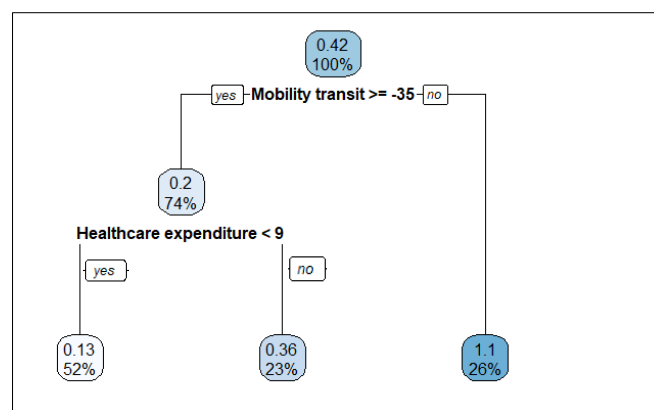 0.42
100%
yes Mobility transit >= -35 no
0.2
74%
Healthcare expenditure < 9
yes no
0.13 0.36 1.1
52% 23% 26%